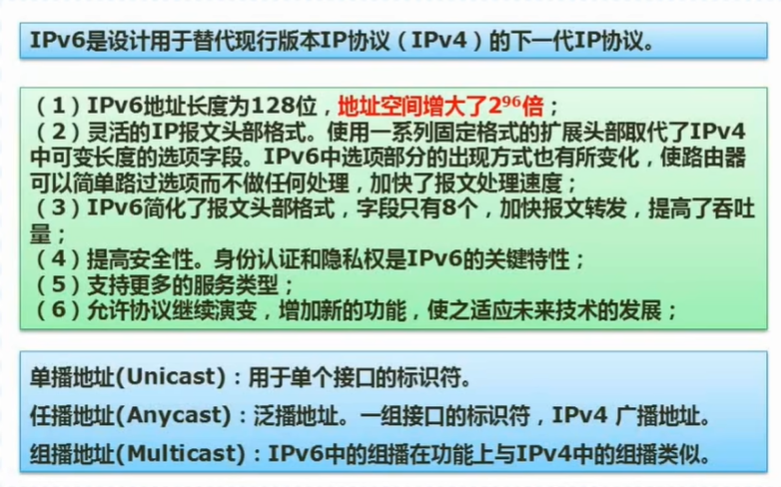 IPv6是设计用于替代现行版本IP协议（IPv4）的下一代IP协议。
（1）IPv6地址长度为128位，地址空间增大了2⁹⁶倍；
（2）灵活的IP报文头部格式。使用一系列固定格式的扩展头部取代了IPv4
中可变长度的选项字段。IPv6中选项部分的出现方式也有所变化，使路由器
可以简单路过选项而不做任何处理，加快了报文处理速度；
（3）IPv6简化了报文头部格式，字段只有8个，加快报文转发，提高了吞吐
量；
（4）提高安全性。身份认证和隐私权是IPv6的关键特性；
（5）支持更多的服务类型；
（6）允许协议继续演变，增加新的功能，使之适应未来技术的发展；
单播地址(Unicast)：用于单个接口的标识符。
任播地址(Anycast)：泛播地址。一组接口的标识符，IPv4 广播地址。
组播地址(Multicast)：IPv6中的组播在功能上与IPv4中的组播类似。